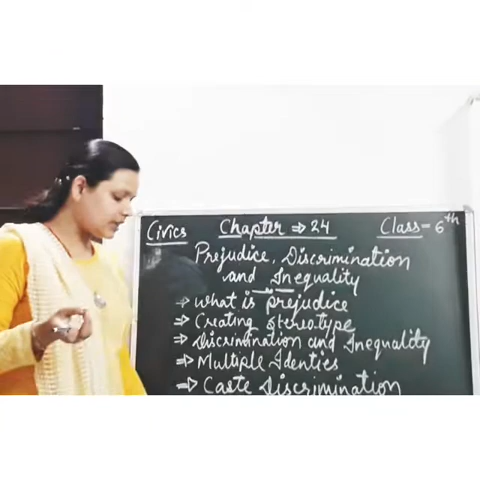 Civics Chapter ⇒ 24 Class = 6th
Prejudice, Discrimination
and Inequality
⇒ what is prejudice
⇒ Creating stereotype
⇒ Discrimination and Inequality
⇒ Multiple Identies
⇒ Caste Discrimination